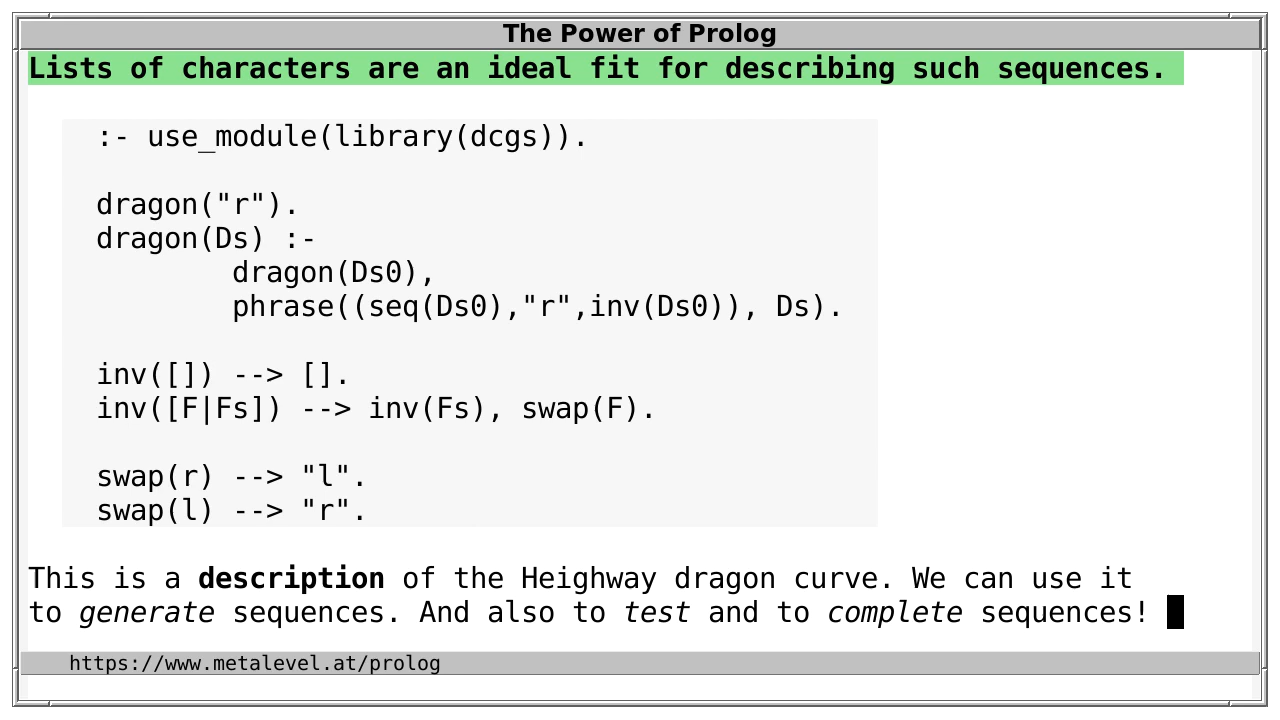 The Power of Prolog
Lists of characters are an ideal fit for describing such sequences.
:- use_module(library(dcgs)).
dragon("r").
dragon(Ds) :-
        dragon(Ds0),
        phrase((seq(Ds0),"r",inv(Ds0)), Ds).
inv([]) --> [].
inv([F|Fs]) --> inv(Fs), swap(F).
swap(r) --> "l".
swap(l) --> "r".
This is a description of the Heighway dragon curve. We can use it
to generate sequences. And also to test and to complete sequences!
https://www.metalevel.at/prolog